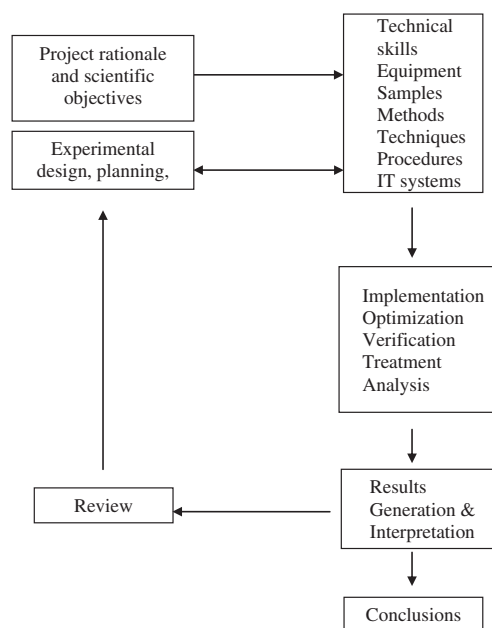 Project rationale
and scientific
objectives
Experimental
design, planning,
Technical
skills
Equipment
Samples
Methods
Techniques
Procedures
IT systems
Implementation
Optimization
Verification
Treatment
Analysis
Results
Generation &
Interpretation
Review
Conclusions